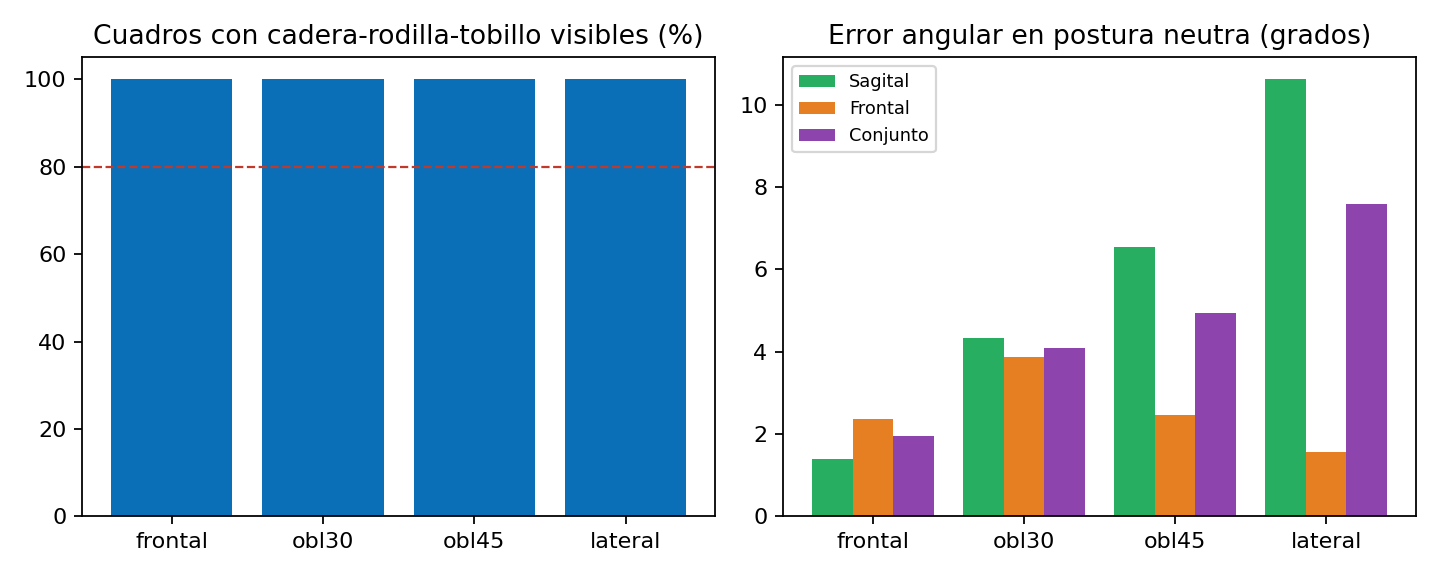 Cuadros con cadera-rodilla-tobillo visibles (%)
100
80
60
40
20
0
frontal obl30 obl45 lateral
Error angular en postura neutra (grados)
Sagital
Frontal
Conjunto
10
8
6
4
2
0
frontal obl30 obl45 lateral